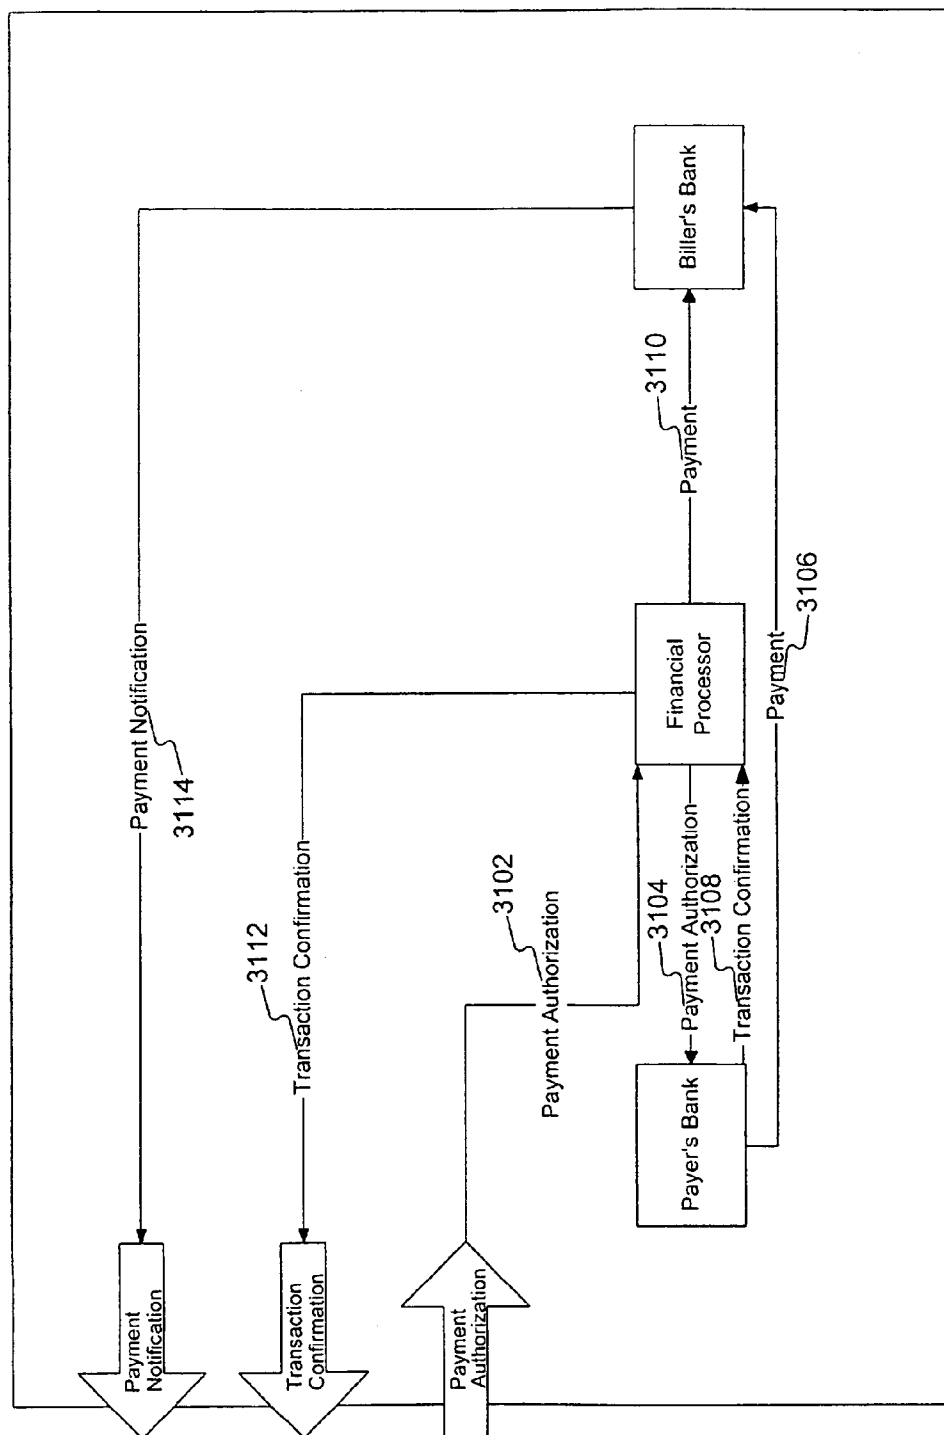 Payment
Notification
Payment Notification
3114
Transaction
Confirmation
Transaction Confirmation
3112
Payment
Authorization
Payment Authorization
3102
Payer's Bank
Payment Authorization
3104
Transaction Confirmation
3108
Financial
Processor
Payment
3110
Biller's Bank
Payment
3106